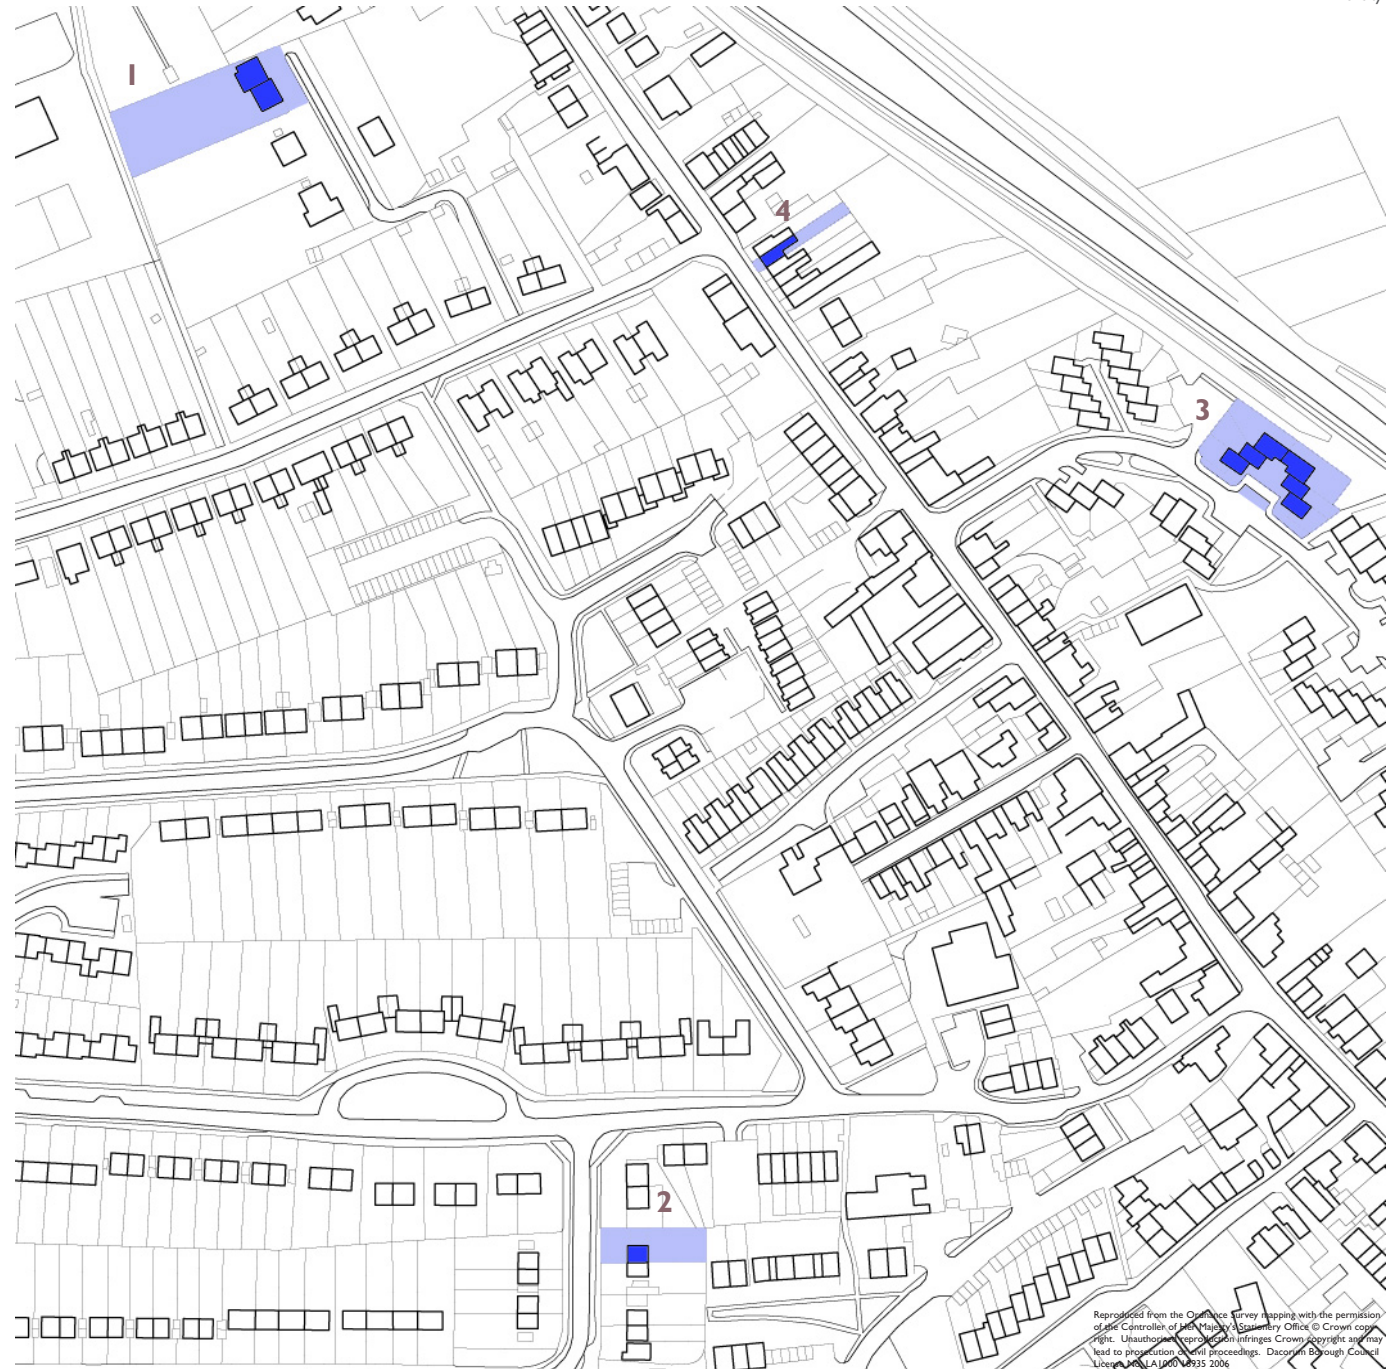 1
4
3
2
Reproduced from the Ordnance Survey mapping with the permission
of the Controller of Her Majesty's Stationery Office © Crown copy-
right. Unauthorised reproduction infringes Crown copyright and may
lead to prosecution or civil proceedings. Dacorum Borough Council
Licence No. LA1000 18935 2006